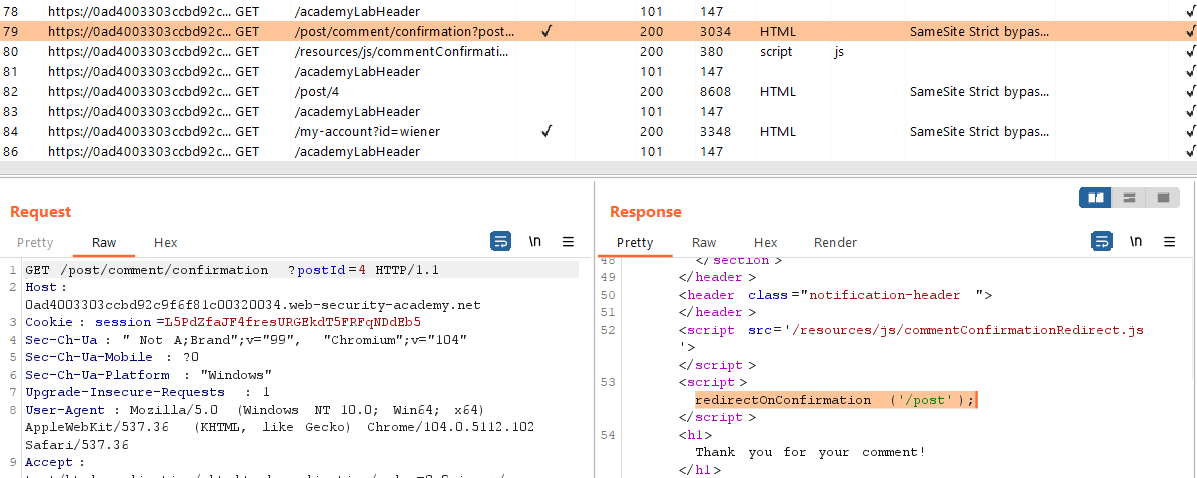 78 https://0ad4003303ccbd92c... GET /academyLabHeader 101 147 ✓
79 https://0ad4003303ccbd92c... GET /post/comment/confirmation?post... ✓ 200 3034 HTML SameSite Strict bypas... ✓
80 https://0ad4003303ccbd92c... GET /resources/js/commentConfirmati... 200 380 script js ✓
81 https://0ad4003303ccbd92c... GET /academyLabHeader 101 147 ✓
82 https://0ad4003303ccbd92c... GET /post/4 200 8608 HTML SameSite Strict bypas... ✓
83 https://0ad4003303ccbd92c... GET /academyLabHeader 101 147 ✓
84 https://0ad4003303ccbd92c... GET /my-account?id=wiener ✓ 200 3348 HTML SameSite Strict bypas... ✓
86 https://0ad4003303ccbd92c... GET /academyLabHeader 101 147 ✓
Request
Pretty Raw Hex \n
1 GET /post/comment/confirmation ?postId=4 HTTP/1.1
2 Host:
0ad4003303ccbd92c9f6f81c00320034.web-security-academy.net
3 Cookie: session=L5PdZfaJF4fresURGEkdT5FRFqNDdEb5
4 Sec-Ch-Ua: " Not A;Brand";v="99", "Chromium";v="104"
5 Sec-Ch-Ua-Mobile : ?0
6 Sec-Ch-Ua-Platform : "Windows"
7 Upgrade-Insecure-Requests : 1
8 User-Agent: Mozilla/5.0 (Windows NT 10.0; Win64; x64)
AppleWebKit/537.36 (KHTML, like Gecko) Chrome/104.0.5112.102
Safari/537.36
9 Accept:
Response
Pretty Raw Hex Render \n
48 </section>
49 </header>
50 <header class="notification-header ">
51 </header>
52 <script src='/resources/js/commentConfirmationRedirect.js
'>
</script>
53 <script>
redirectOnConfirmation ('/post');
</script>
54 <h1>
Thank you for your comment!
</h1>